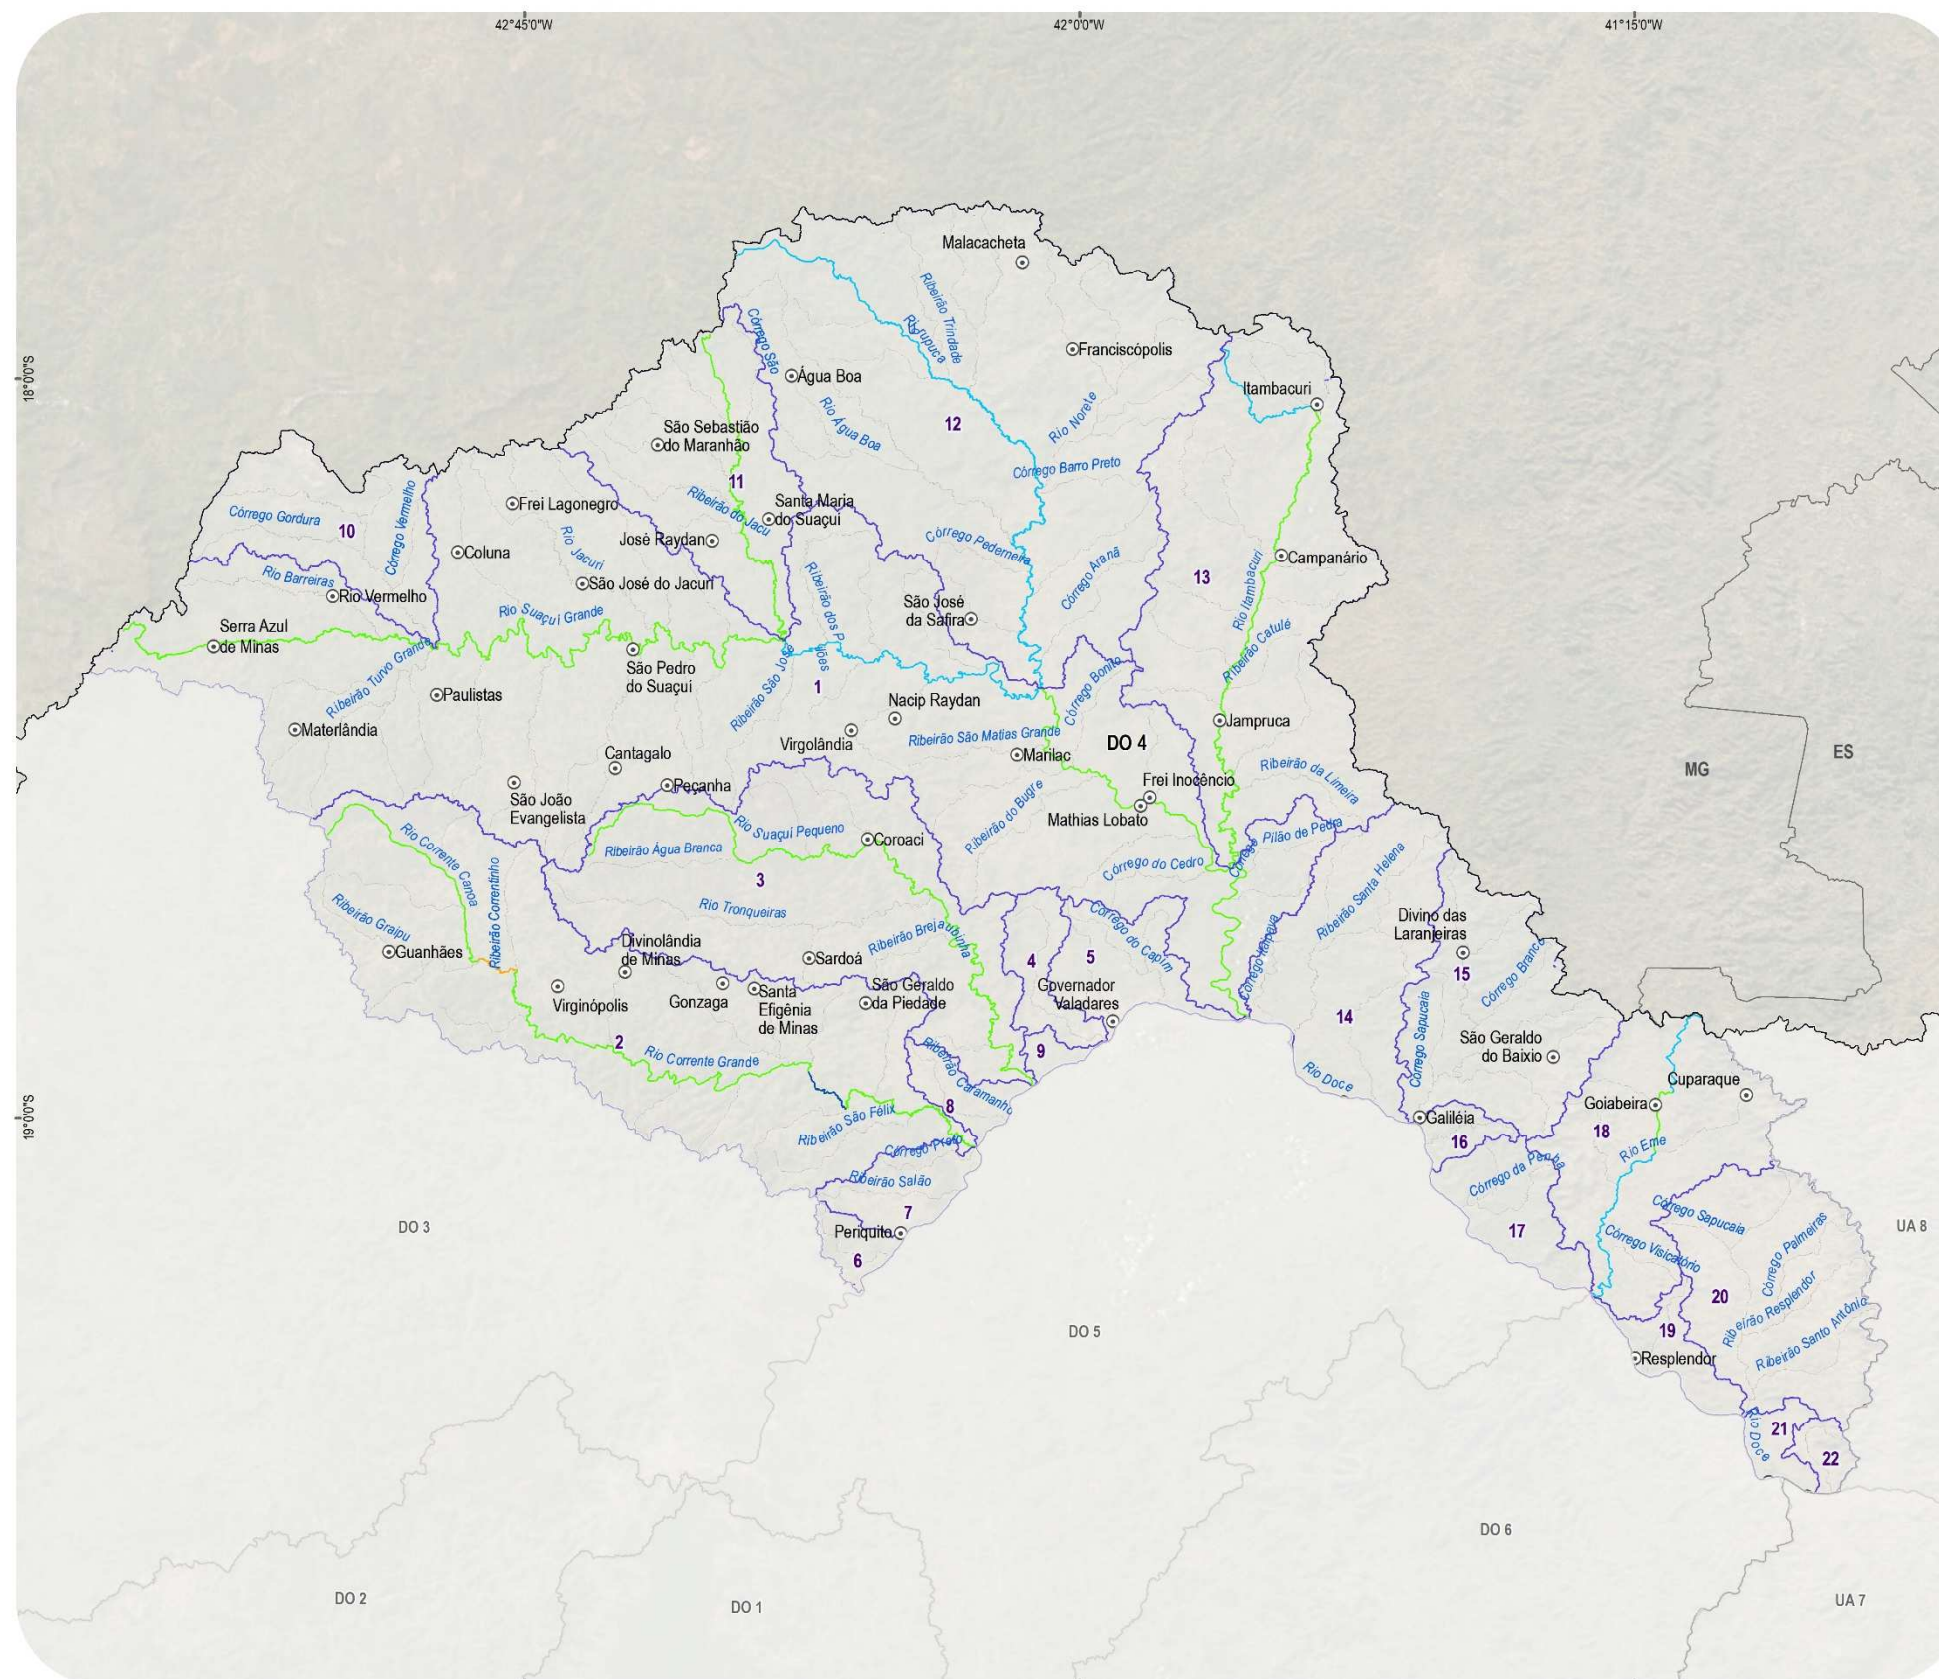 42°45'0"W
42°0'0"W
41°15'0"W
18°0'0"S
19°0'0"S
Malacacheta
Ribeirão Trindade
Rio
Urupuca
Córrego São
Franciscópolis
Água Boa
Itambacuri
Rio Água Boa
Rio Norete
12
São Sebastião
do Maranhão
Córrego Barro Preto
11
Ribeirão do Jacu
Santa Maria
do Suaçuí
Frei Lagonegro
Córrego Gordura
10
Córrego Vermelho
Coluna
Rio Jacuri
José Raydan
Córrego Pederneira
Córrego Aranã
Campanário
13
Rio Itambacuri
Rio Barreiras
Rio Vermelho
São José do Jacuri
Rio Suaçuí Grande
Ribeirão dos Poiões
São José
da Safira
Serra Azul
de Minas
Ribeirão Turvo Grande
São Pedro
do Suaçuí
Ribeirão São José
1
Ribeirão Catulé
Córrego Bonito
Paulistas
Nacip Raydan
Materlândia
Virgolândia
Ribeirão São Matias Grande
Marilac
DO 4
Jampruca
Cantagalo
Peçanha
Frei Inocêncio
Ribeirão da Limeira
MG
ES
São João
Evangelista
Mathias Lobato
Ribeirão do Bugre
Rio Corrente Canoa
Rio Suaçuí Pequeno
Coroaci
Córrego Pilão de Pedra
Ribeirão Água Branca
Córrego do Cedro
Ribeirão Correntinho
3
Ribeirão Santa Helena
Rio Tronqueiras
Ribeirão Graipu
Guanhães
Divinolândia
de Minas
Ribeirão Brejaubinha
Córrego do Capim
Divino das
Laranjeiras
Sardoá
4
5
Córrego Itaipava
15
Córrego Branco
Virginópolis
Gonzaga
Santa
Efigênia
de Minas
São Geraldo
da Piedade
Governador
Valadares
14
Córrego Sapucaia
São Geraldo
do Baixio
2
Rio Corrente Grande
9
Ribeirão Caramanho
Rio Doce
Cuparaque
Goiabeira
8
Ribeirão São Félix
Galiléia
16
18
Rio Eme
Córrego Preto
Córrego da Penha
Ribeirão Salão
Córrego Sapucaia
7
Periquito
17
Córrego Visicatório
Córrego Palmeiras
DO 3
UA 8
6
20
Ribeirão Resplendor
19
Ribeirão Santo Antônio
DO 5
Resplendor
Rio Doce
21
22
DO 6
DO 2
DO 1
UA 7